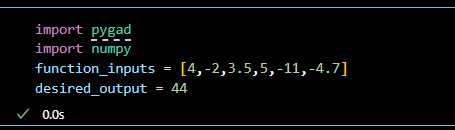 import pygad
import numpy
function_inputs = [4,-2,3.5,5,-11,-4.7]
desired_output = 44
✓ 0.0s